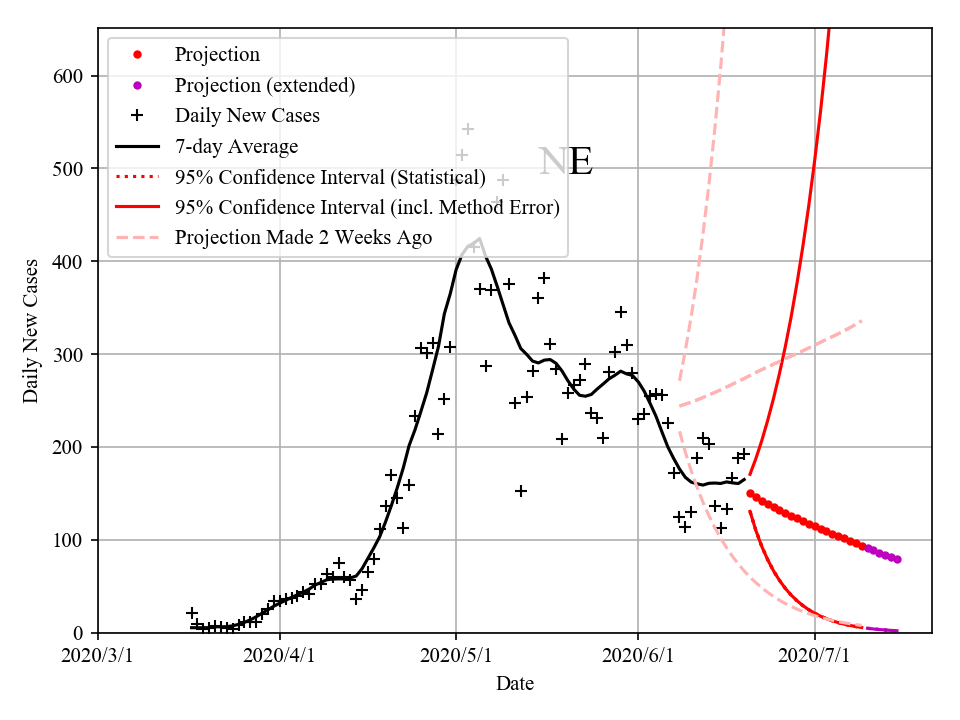 Projection
Projection (extended)
Daily New Cases
7-day Average
95% Confidence Interval (Statistical)
95% Confidence Interval (incl. Method Error)
Projection Made 2 Weeks Ago
NE
600
500
400
300
200
100
0
Daily New Cases
2020/3/1 2020/4/1 2020/5/1 2020/6/1 2020/7/1
Date